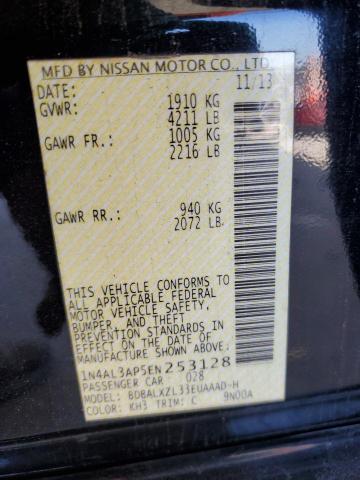 MFD BY NISSAN MOTOR CO., LTD.
DATE: 11/13
GVWR: 1910 KG
4211 LB
GAWR FR.: 1005 KG
2216 LB
GAWR RR.: 940 KG
2072 LB
THIS VEHICLE CONFORMS TO
ALL APPLICABLE FEDERAL
MOTOR VEHICLE SAFETY,
BUMPER, AND THEFT
PREVENTION STANDARDS IN
EFFECT ON THE DATE OF
MANUFACTURE SHOWN ABOVE.
1N4AL3AP5EN253128
PASSENGER CAR 028
MODEL: BDBALXZL33EUAAAD-H
COLOR: KH3 TRIM: C 9N00A